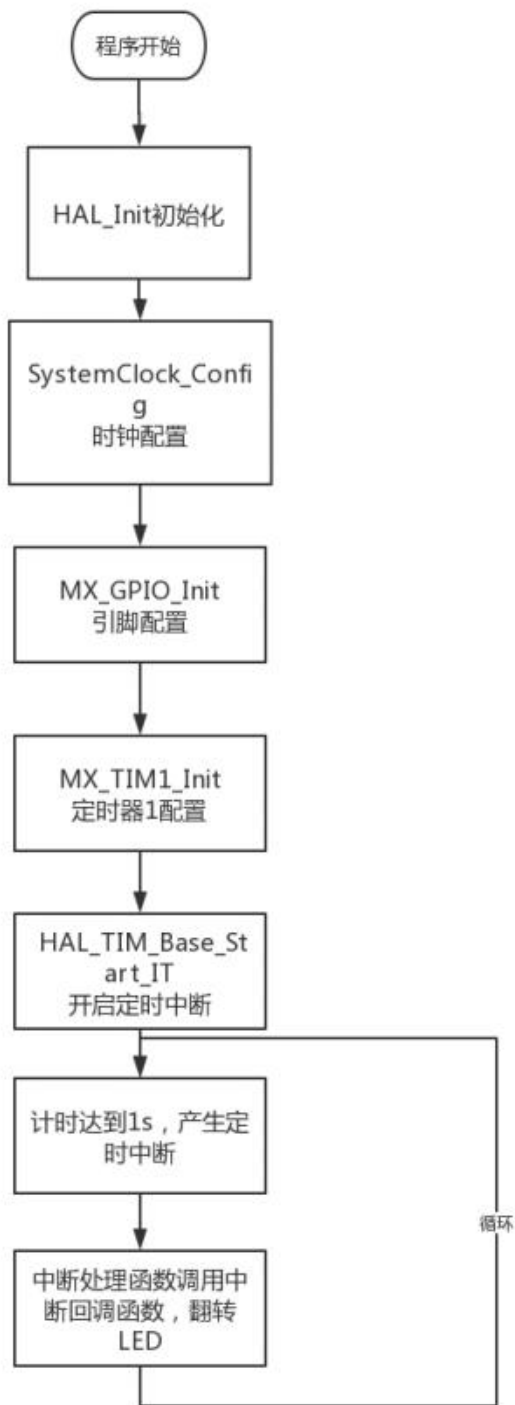 程序开始
HAL_Init初始化
SystemClock_Confi
g
时钟配置
MX_GPIO_Init
引脚配置
MX_TIM1_Init
定时器1配置
HAL_TIM_Base_St
art_IT
开启定时中断
计时达到1s，产生定
时中断
循环
中断处理函数调用中
断回调函数，翻转
LED